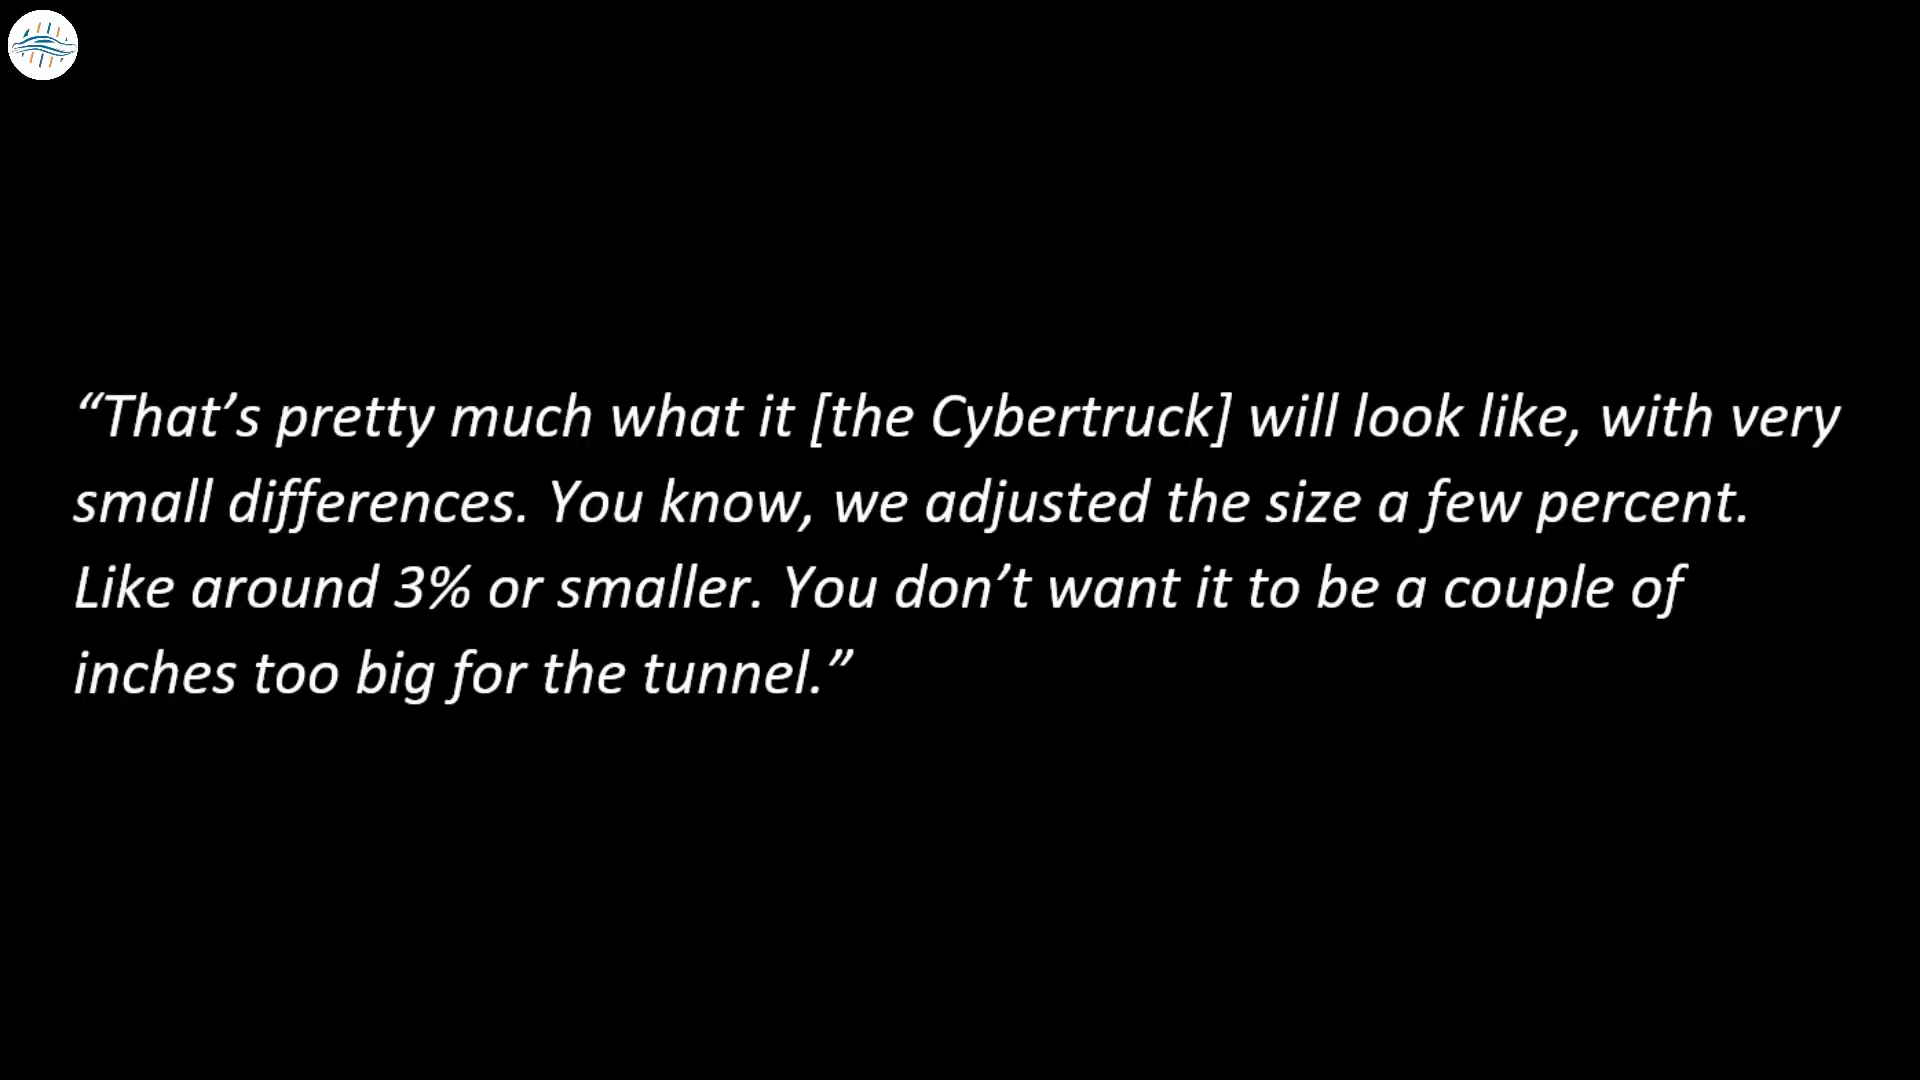 “That’s pretty much what it [the Cybertruck] will look like, with very
small differences. You know, we adjusted the size a few percent.
Like around 3% or smaller. You don’t want it to be a couple of
inches too big for the tunnel.”